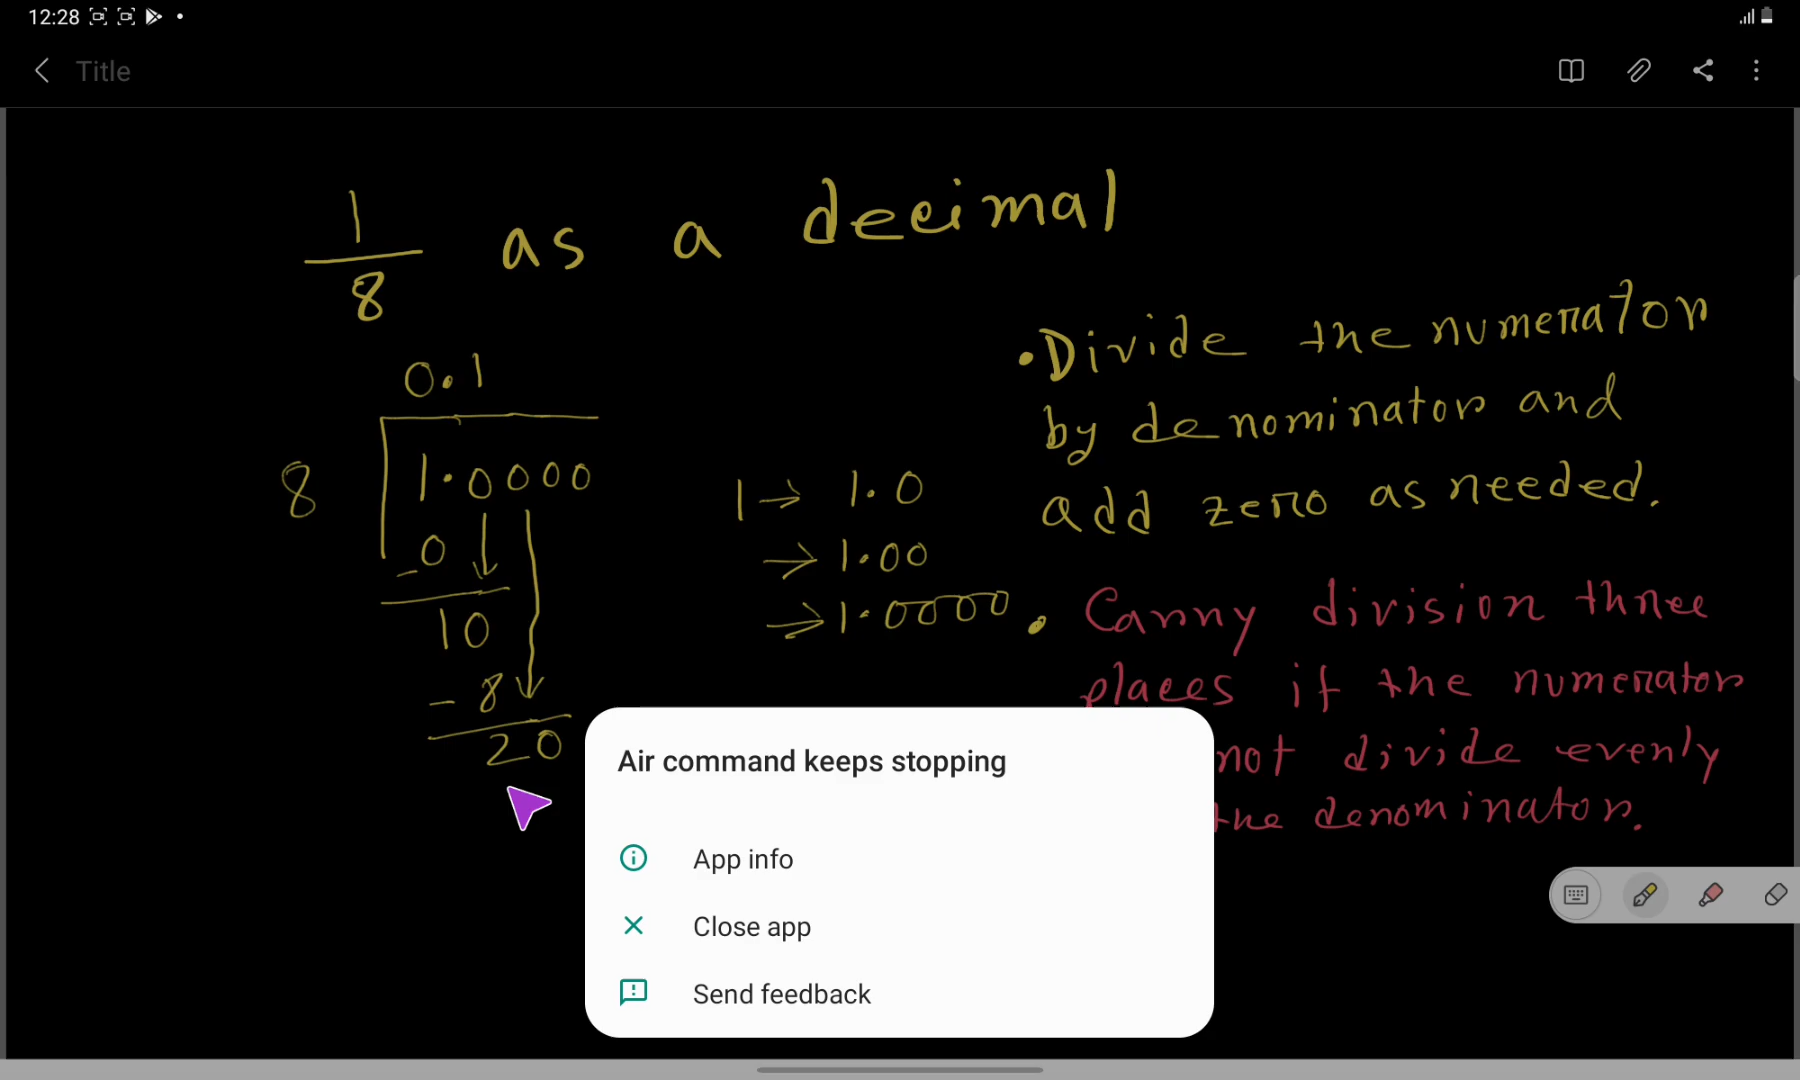 12:28
Title
1/8 as a decimal
0.1
8 1.0000
- 0
10
- 8
20
1 → 1.0
→ 1.00
→ 1.0000
• Divide the numerator
by denominator and
add zero as needed.
• Carry division three
places if the numerator
not divide evenly
the denominator.
Air command keeps stopping
App info
Close app
Send feedback